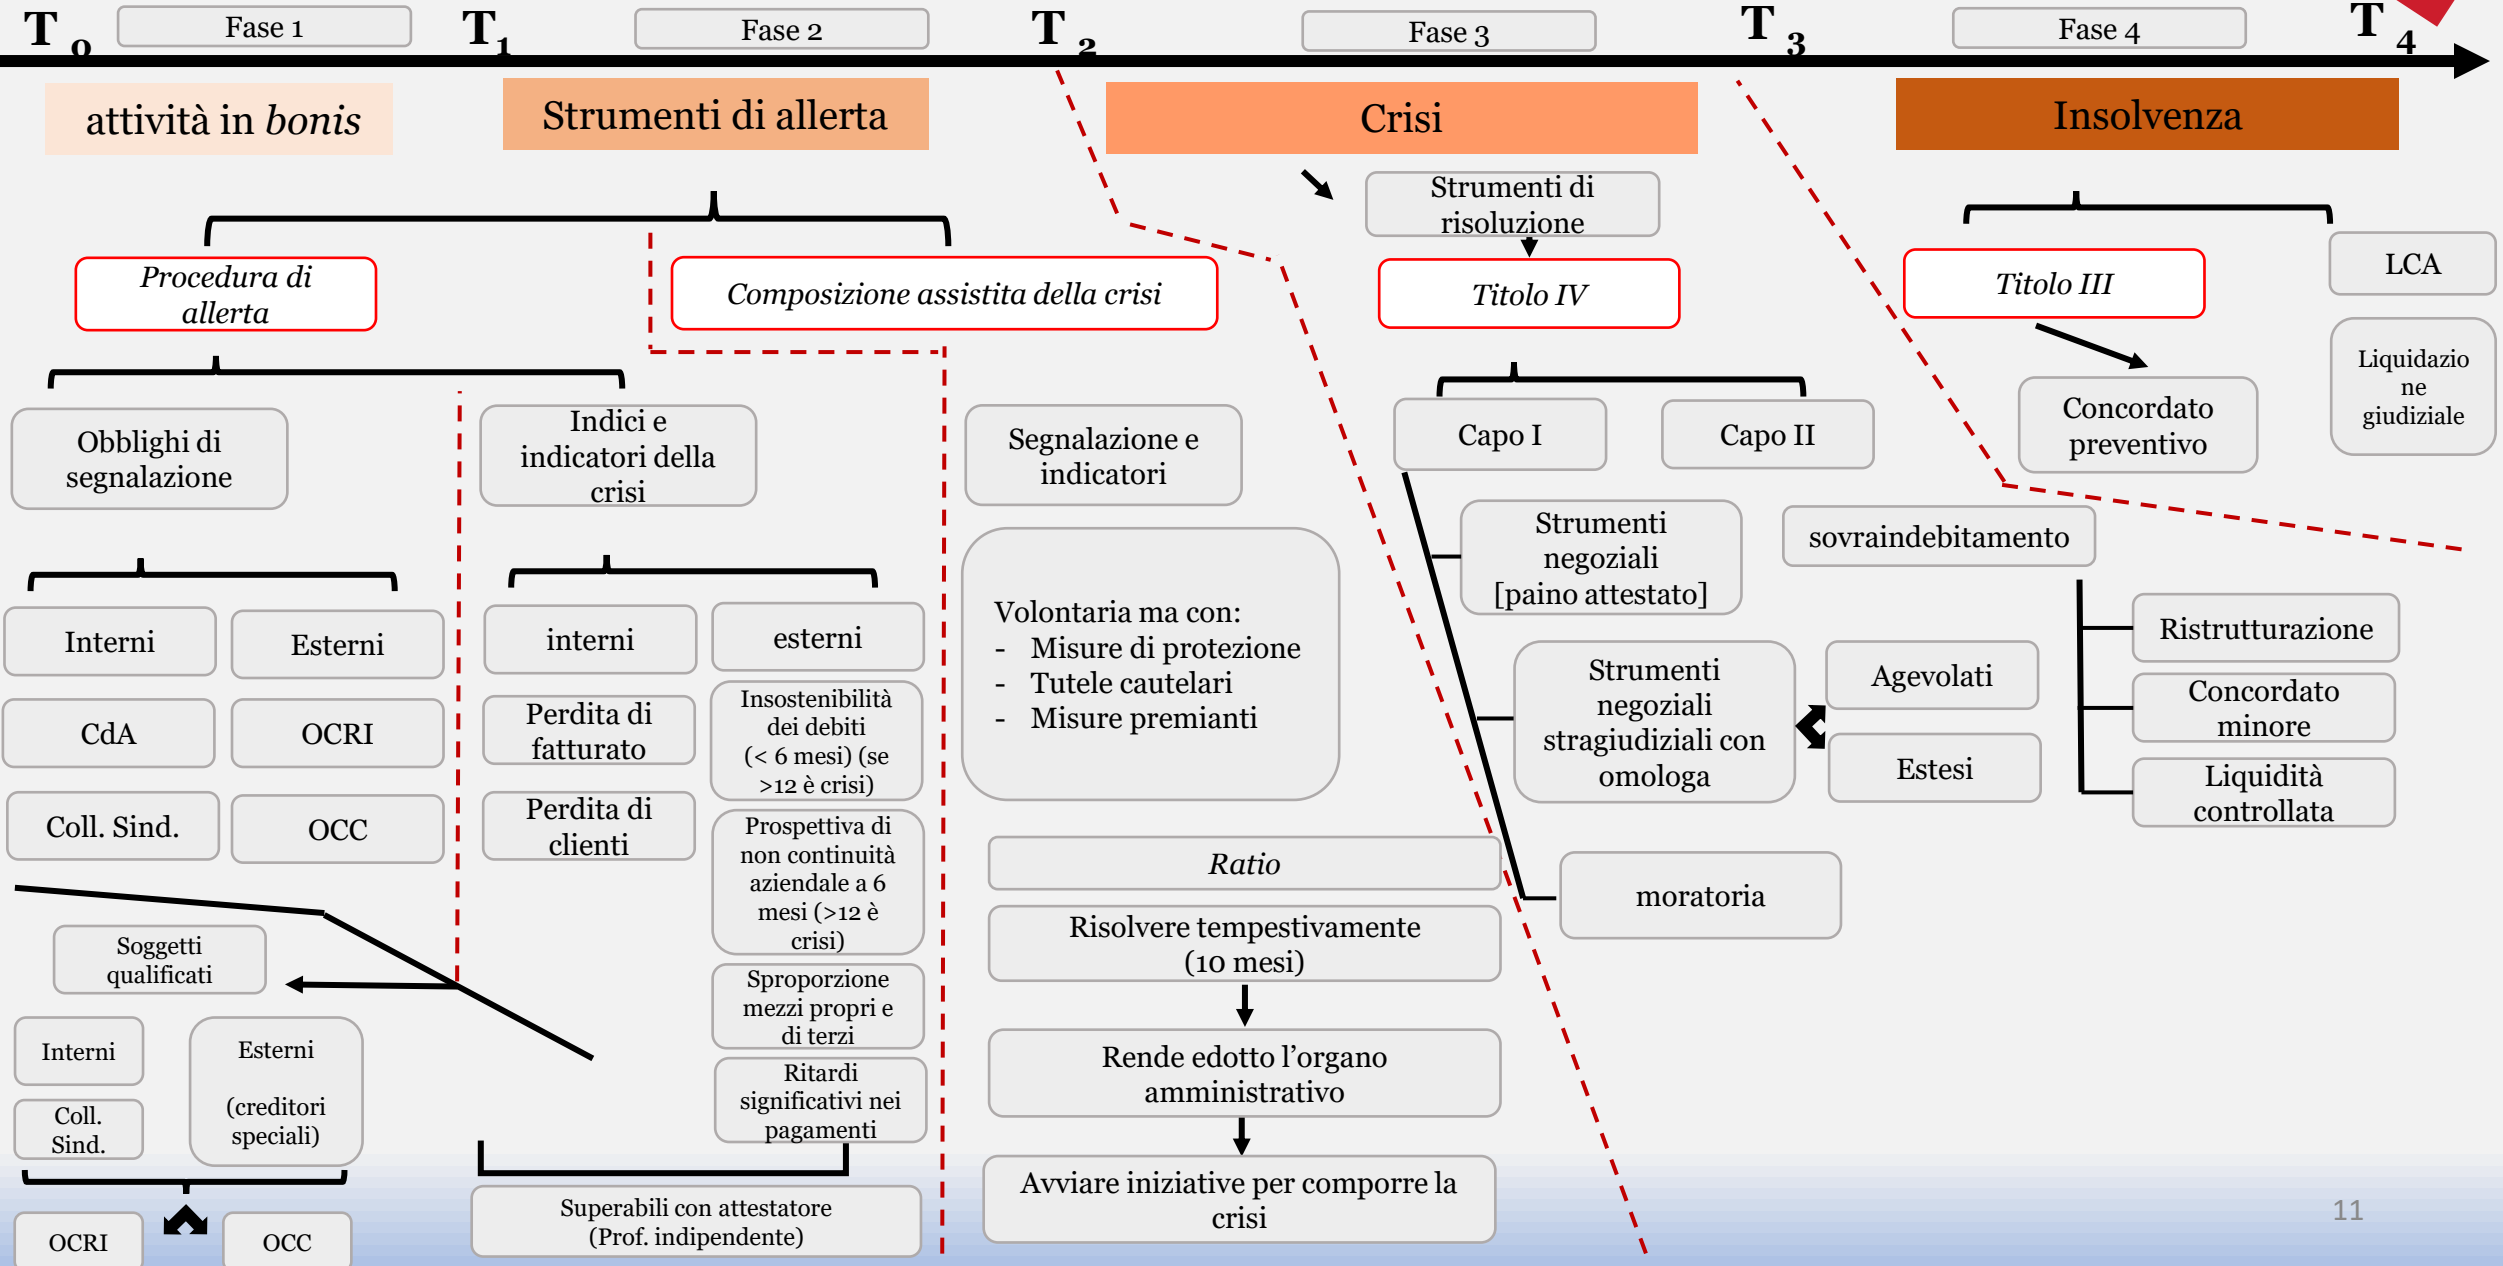 T 0
Fase 1
T1
Fase 2
T 2
Fase 3
T 3
Fase 4
T 4
attività in bonis
Strumenti di allerta
Crisi
Insolvenza
Procedura di
allerta
Composizione assistita della crisi
Strumenti di
risoluzione
Titolo IV
Titolo III
LCA
Liquidazio
ne
giudiziale
Concordato
preventivo
Obblighi di
segnalazione
Indici e
indicatori della
crisi
Segnalazione e
indicatori
Capo I
Capo II
Interni
Esterni
CdA
OCRI
Coll. Sind.
OCC
Soggetti
qualificati
Interni
Coll.
Sind.
Esterni
(creditori
speciali)
OCRI
OCC
interni
esterni
Perdita di
fatturato
Perdita di
clienti
Insostenibilità
dei debiti
(< 6 mesi) (se
>12 è crisi)
Prospettiva di
non continuità
aziendale a 6
mesi (>12 è
crisi)
Sproporzione
mezzi propri e
di terzi
Ritardi
significativi nei
pagamenti
Superabili con attestatore
(Prof. indipendente)
Volontaria ma con:
- Misure di protezione
- Tutele cautelari
- Misure premianti
Ratio
Risolvere tempestivamente
(10 mesi)
Rende edotto l’organo
amministrativo
Avviare iniziative per comporre la
crisi
Strumenti
negoziali
[paino attestato]
Strumenti
negoziali
stragiudiziali con
omologa
Agevolati
Estesi
moratoria
sovraindebitamento
Ristrutturazione
Concordato
minore
Liquidità
controllata
11